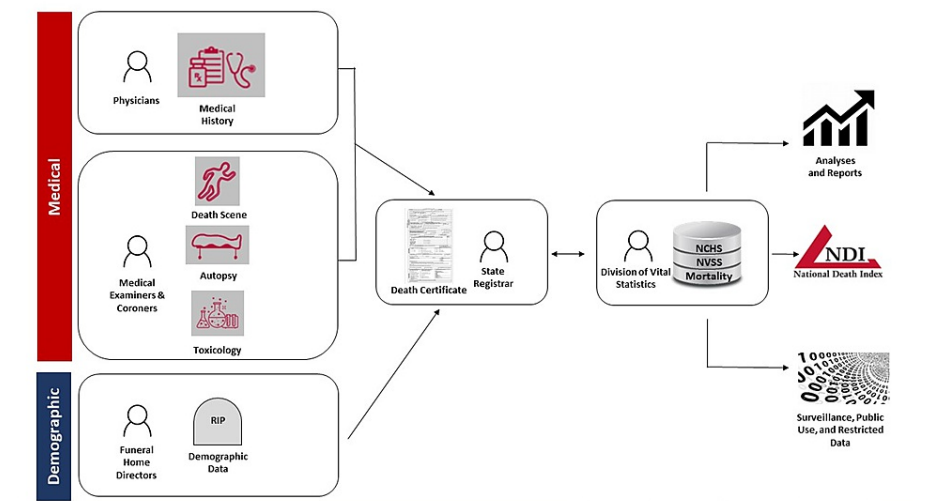 Medical
Physicians
Medical
History
Death Scene
Autopsy
Medical
Examiners &
Coroners
Toxicology
Demographic
Funeral
Home
Directors
RIP
Demographic
Data
Death Certificate
State
Registrar
Division of Vital
Statistics
NCHS
NVSS
Mortality
Analyses
and Reports
NDI
National Death Index
Surveillance, Public
Use, and Restricted
Data